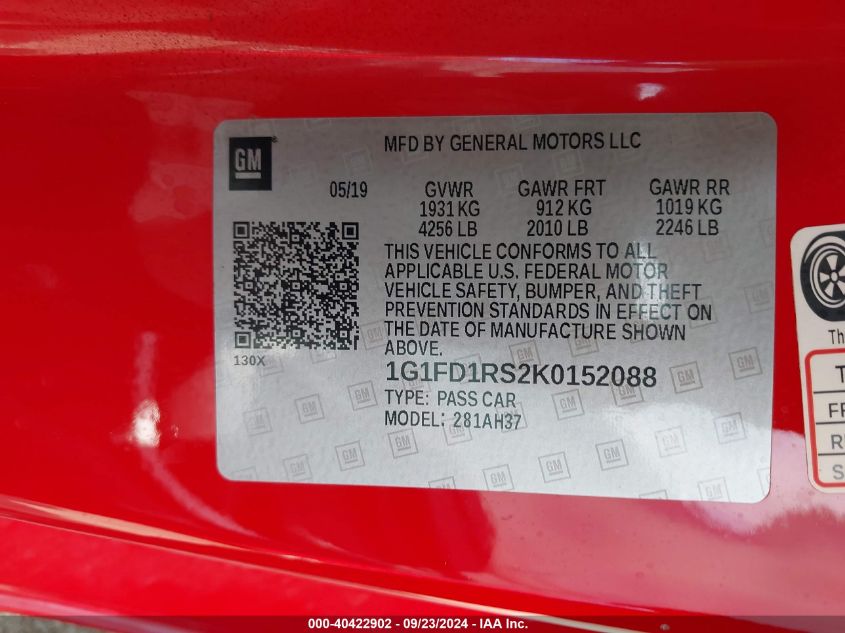 GM
MFD BY GENERAL MOTORS LLC
05/19
GVWR GAWR FRT GAWR RR
1931 KG 912 KG 1019 KG
4256 LB 2010 LB 2246 LB
THIS VEHICLE CONFORMS TO ALL
APPLICABLE U.S. FEDERAL MOTOR
VEHICLE SAFETY, BUMPER, AND THEFT
PREVENTION STANDARDS IN EFFECT ON
THE DATE OF MANUFACTURE SHOWN
ABOVE.
130X
1G1FD1RS2K0152088
TYPE: PASS CAR
MODEL: 281AH37
Th
T
FR
R
S
000-40422902 - 09/23/2024 - IAA Inc.